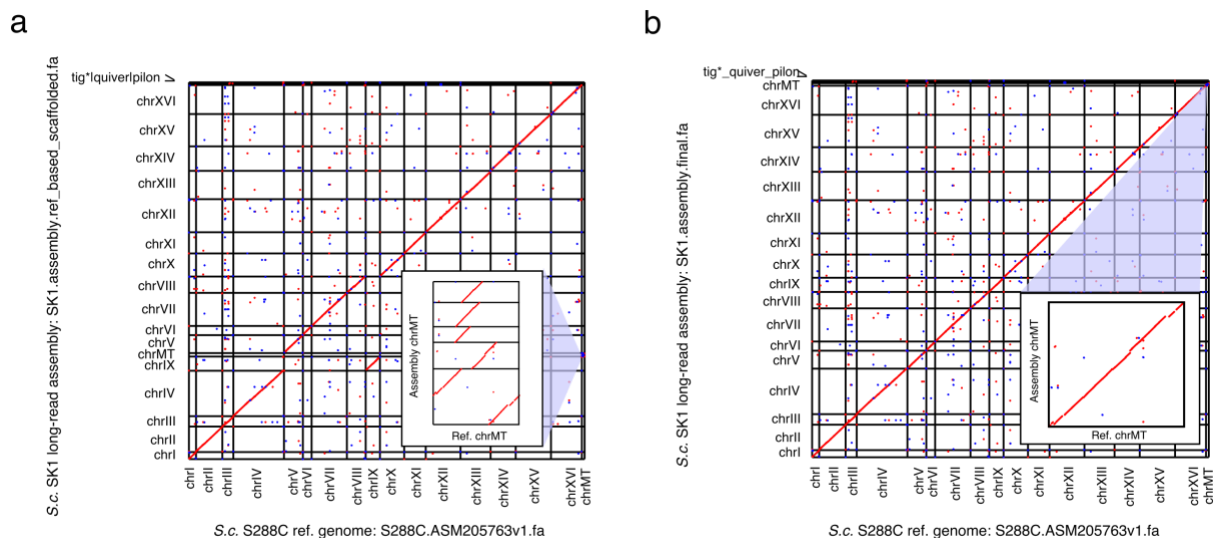 a
S.c. SK1 long-read assembly: SK1.assembly.ref_based_scaffolded.fa
tig*|quiver|pilon
chrXVI
chrXV
chrXIV
chrXIII
chrXII
chrXI
chrX
chrVIII
chrVII
chrVI
chrV
chrMT
chrIX
chrIV
chrIII
chrII
chrI
Assembly chrMT
Ref. chrMT
chrI
chrII
chrIII
chrIV
chrV
chrVI
chrVII
chrVIII
chrIX
chrX
chrXI
chrXII
chrXIII
chrXIV
chrXV
chrXVI
chrMT
S.c. S288C ref. genome: S288C.ASM205763v1.fa
b
S.c. SK1 long-read assembly: SK1.assembly.final.fa
tig*_quiver_pilon
chrMT
chrXVI
chrXV
chrXIV
chrXIII
chrXII
chrXI
chrX
chrIX
chrVIII
chrVII
chrVI
chrV
chrIV
chrIII
chrII
chrI
Assembly chrMT
Ref. chrMT
chrI
chrII
chrIII
chrIV
chrV
chrVI
chrVII
chrVIII
chrIX
chrX
chrXI
chrXII
chrXIII
chrXIV
chrXV
chrXVI
chrMT
S.c. S288C ref. genome: S288C.ASM205763v1.fa